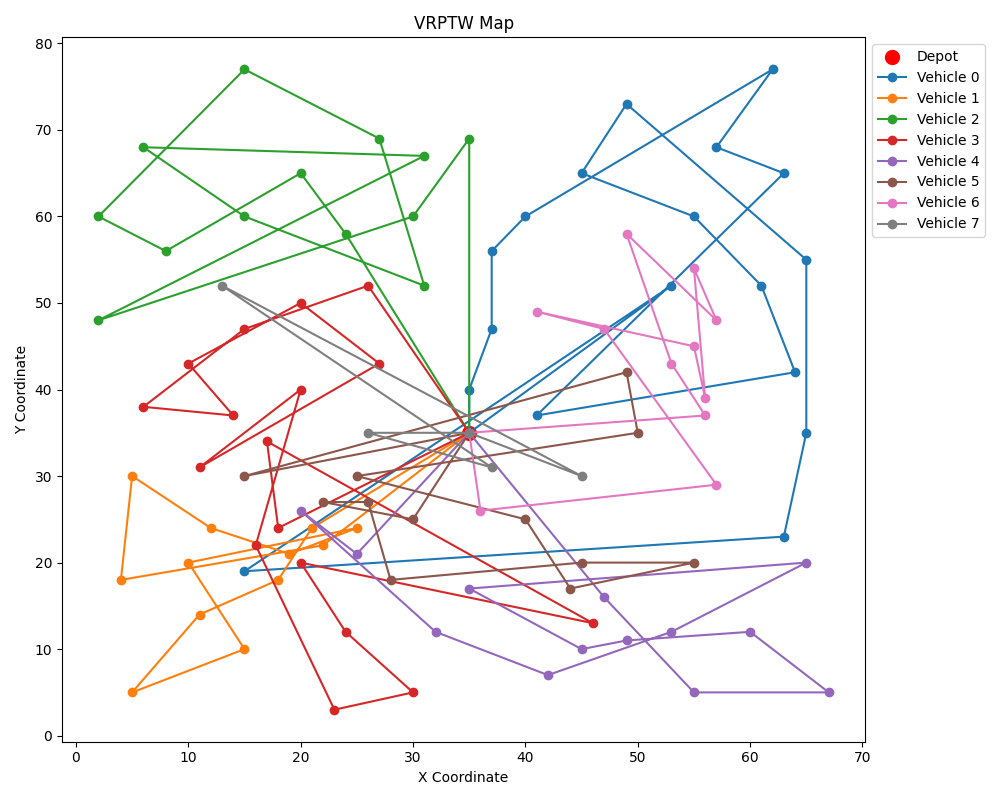 VRPTW Map
Y Coordinate
80
70
60
50
40
30
20
10
0
0 10 20 30 40 50 60 70
X Coordinate
Depot
Vehicle 0
Vehicle 1
Vehicle 2
Vehicle 3
Vehicle 4
Vehicle 5
Vehicle 6
Vehicle 7